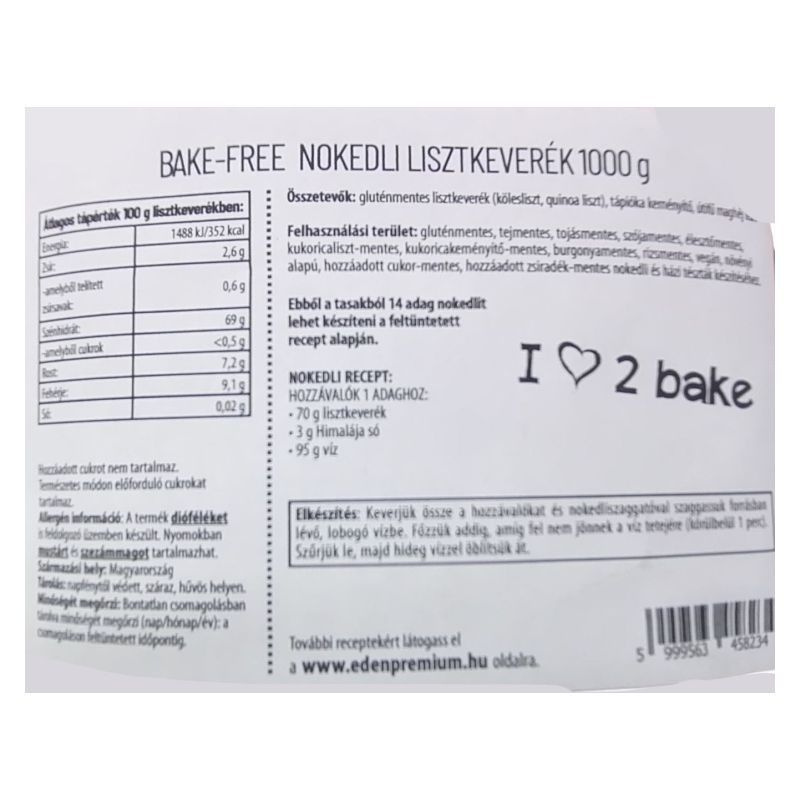 BAKE-FREE NOKEDLI LISZTKEVERÉK 1000 g
Átlagos tápérték 100 g lisztkeverékben:
Energia: 1488 kJ/352 kcal
Zsír: 2,6 g
-amelyből telített
zsírsavak: 0,6 g
Szénhidrát: 69 g
-amelyből cukrok <0,5 g
Rost: 7,2 g
Fehérje: 9,1 g
Só: 0,02 g
Hozzáadott cukrot nem tartalmaz.
Természetes módon előforduló cukrokat
tartalmaz.
Allergén információ: A termék dióféléket
is feldolgozó üzemben készült. Nyomokban
mustárt és szezámmagot tartalmazhat.
Származási hely: Magyarország
Tárolás: napfénytől védett, száraz, hűvös helyen.
Minőségét megőrzi: Bontatlan csomagolásban
tárolva minőségét megőrzi (nap/hónap/év): a
csomagoláson feltüntetett időpontig.
Összetevők: gluténmentes lisztkeverék (kölesliszt, quinoa liszt), tápióka keményítő, útifű maghéj
Felhasználási terület: gluténmentes, tejmentes, tojásmentes, szójamentes, élesztőmentes,
kukoricaliszt-mentes, kukoricakeményítő-mentes, burgonyamentes, rizsmentes, vegán, növényi
alapú, hozzáadott cukor-mentes, hozzáadott zsiradék-mentes nokedli és házi tészták készítéséhez.
Ebből a tasakból 14 adag nokedlit
lehet készíteni a feltüntetett
recept alapján.
NOKEDLI RECEPT:
HOZZÁVALÓK 1 ADAGHOZ:
• 70 g lisztkeverék
• 3 g Himalája só
• 95 g víz
I ♡ 2 bake
Elkészítés: Keverjük össze a hozzávalókat és nokedliszaggatóval szaggassuk forrásban
lévő, lobogó vízbe. Főzzük addig, amíg fel nem jönnek a víz tetejére (körülbelül 1 perc).
Szűrjük le, majd hideg vízzel öblítsük át.
További receptekért látogass el
a www.edenpremium.hu oldalra.
5 999563 458234